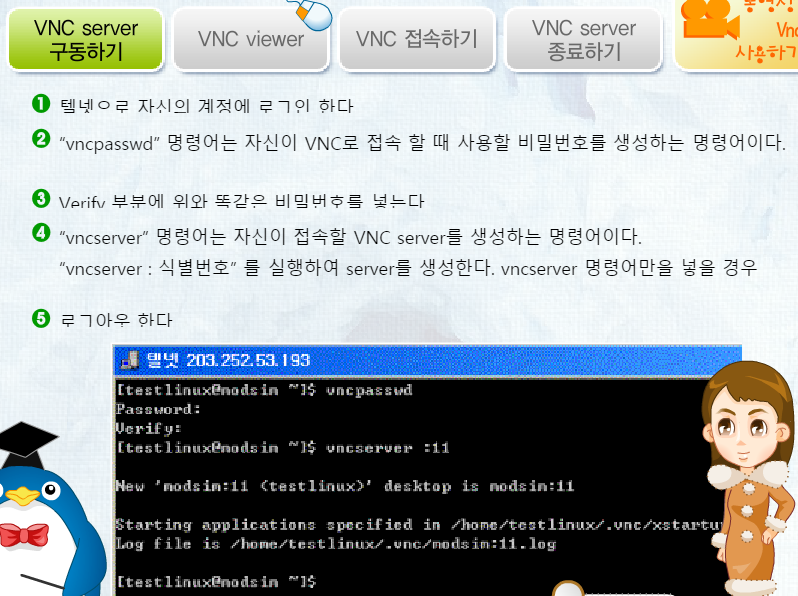 VNC server
구동하기
VNC viewer
VNC 접속하기
VNC server
종료하기
사용하기
1 텔넷으로 자신의 계정에 로그인 한다
2 “vncpasswd” 명령어는 자신이 VNC로 접속 할 때 사용할 비밀번호를 생성하는 명령어이다.
3 Verify 부분에 위와 똑같은 비밀번호를 넣는다
4 “vncserver” 명령어는 자신이 접속할 VNC server를 생성하는 명령어이다.
“vncserver : 식별번호” 를 실행하여 server를 생성한다. vncserver 명령어만을 넣을 경우
5 로그아웃 한다
텔넷 203.252.53.193
[testlinux@modsim ~]$ vncpasswd
Password:
Verify:
[testlinux@modsim ~]$ vncserver :11
New 'modsim:11 (testlinux)' desktop is modsim:11
Starting applications specified in /home/testlinux/.vnc/xstartu
Log file is /home/testlinux/.vnc/modsim:11.log
[testlinux@modsim ~]$